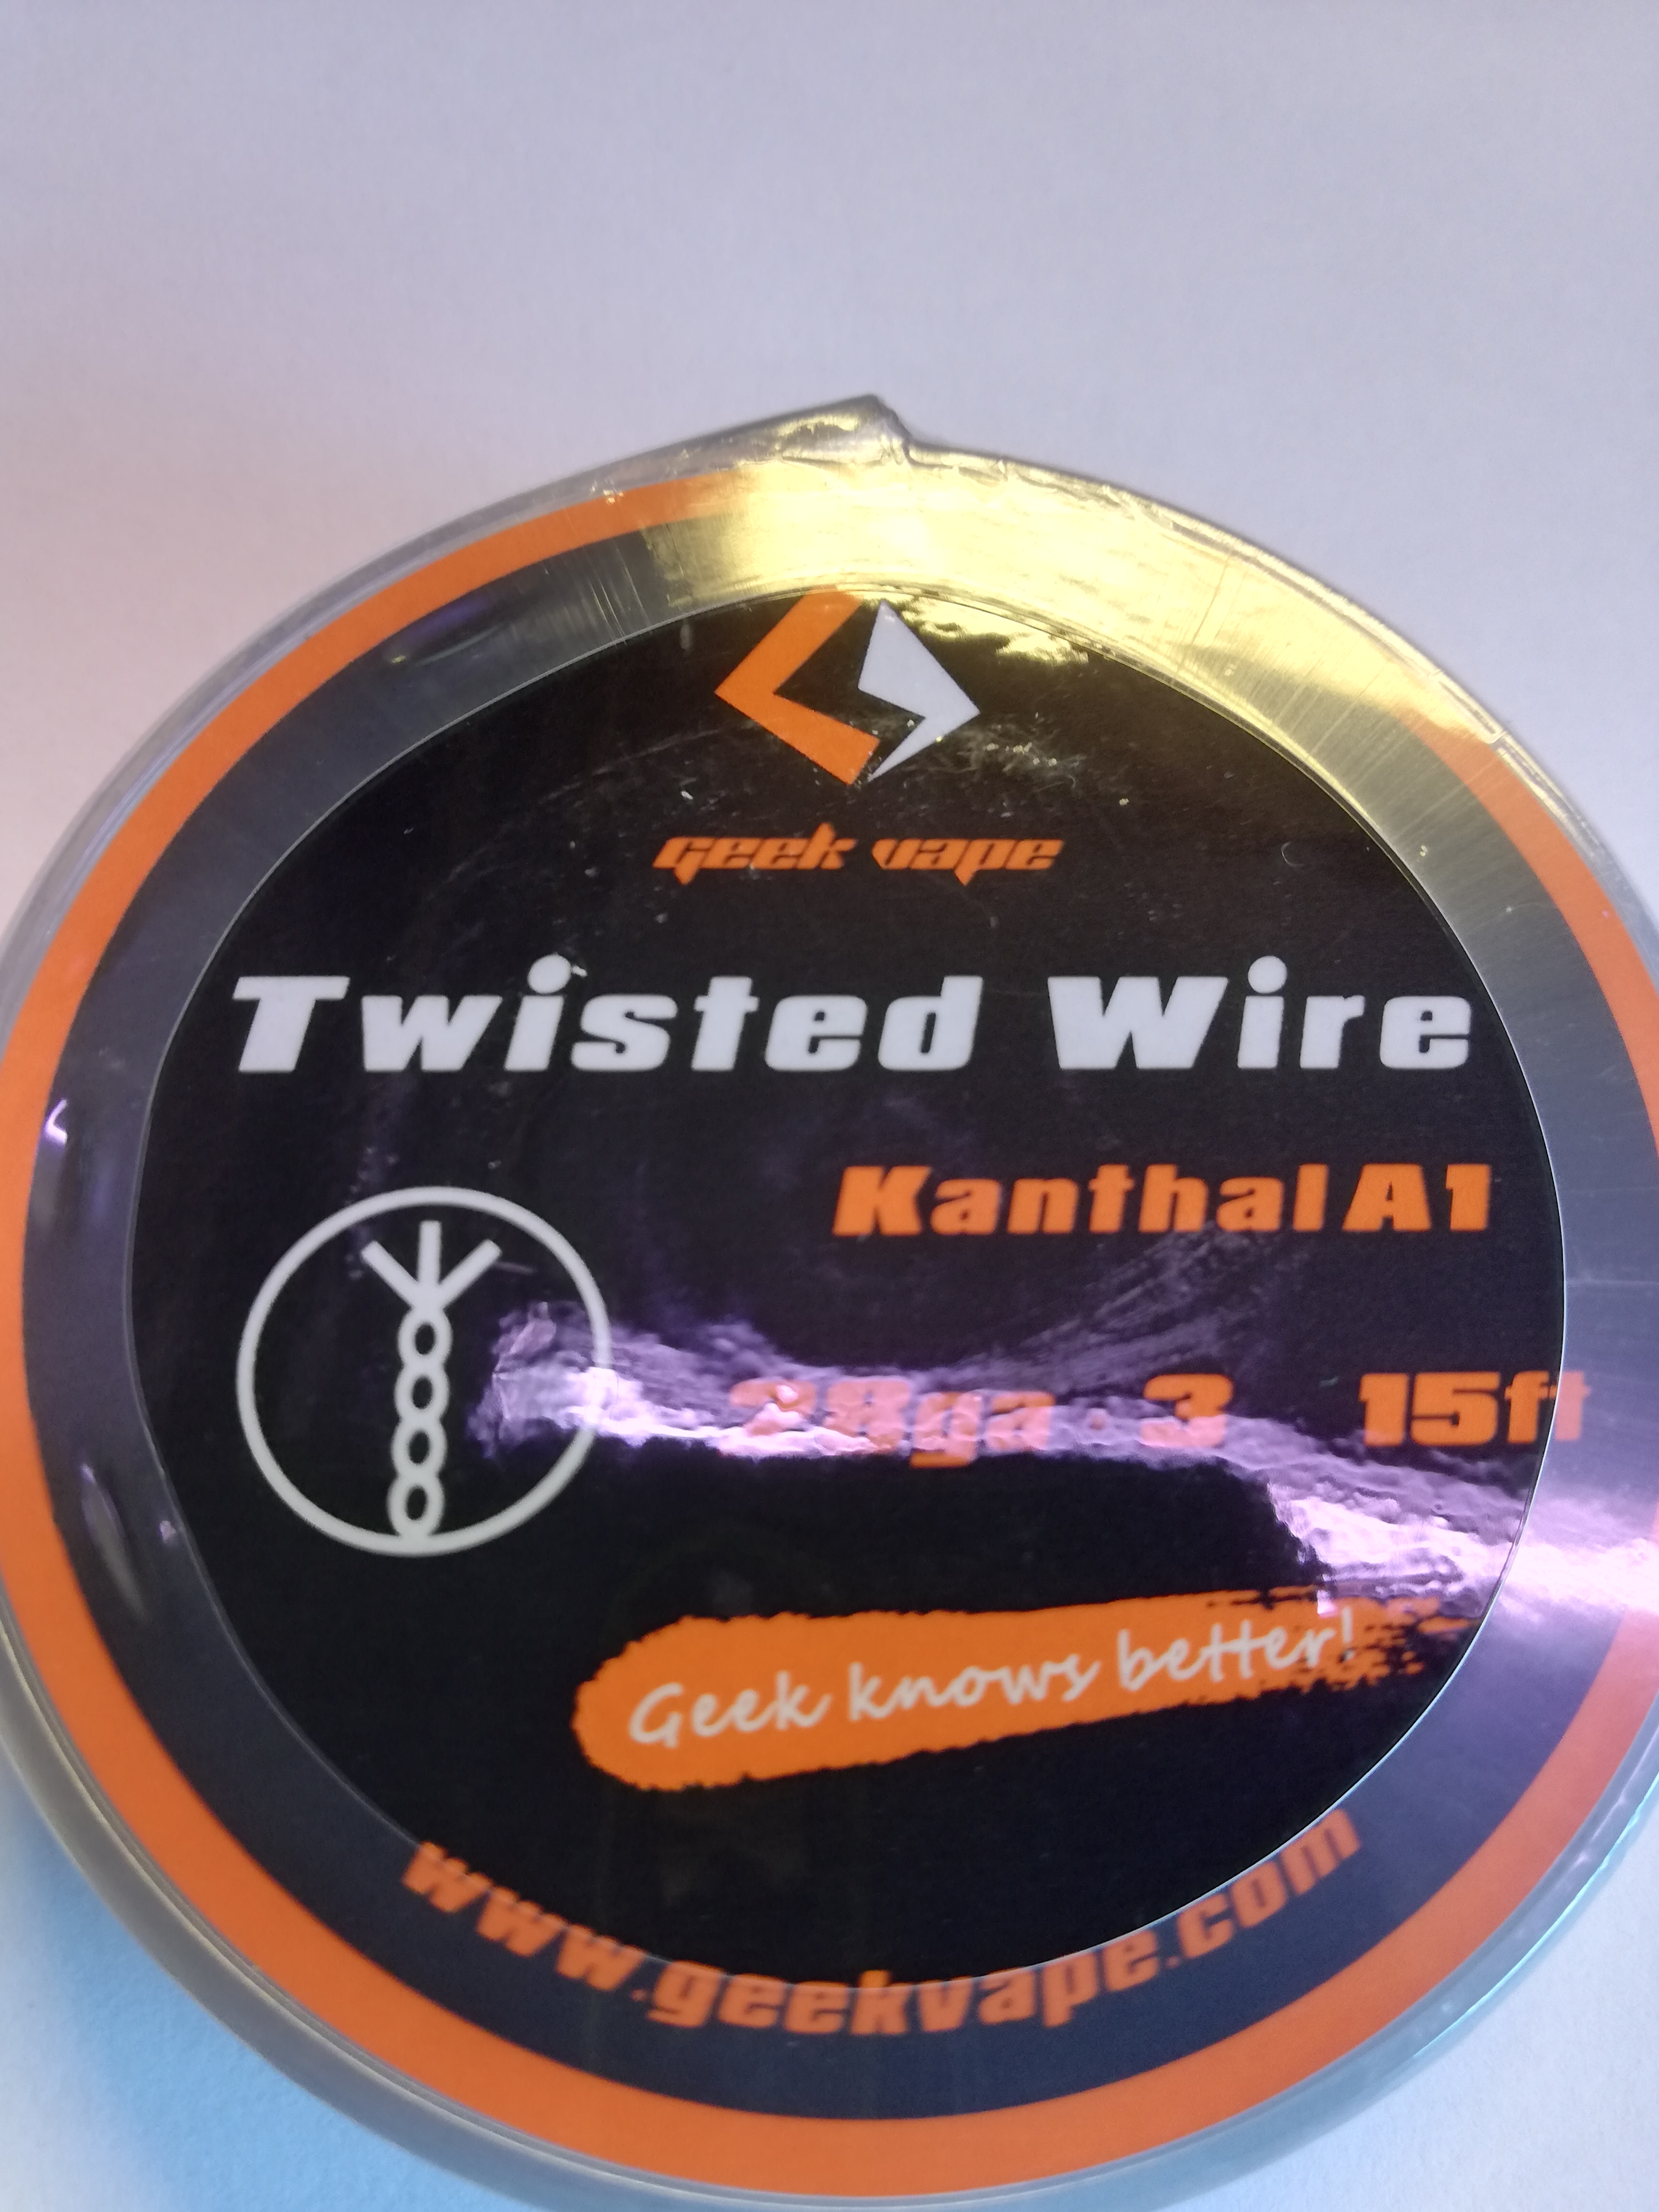 geek vape
Twisted Wire
Kanthal A1
28ga · 3 15ft
Geek knows better!
www.geekvape.com